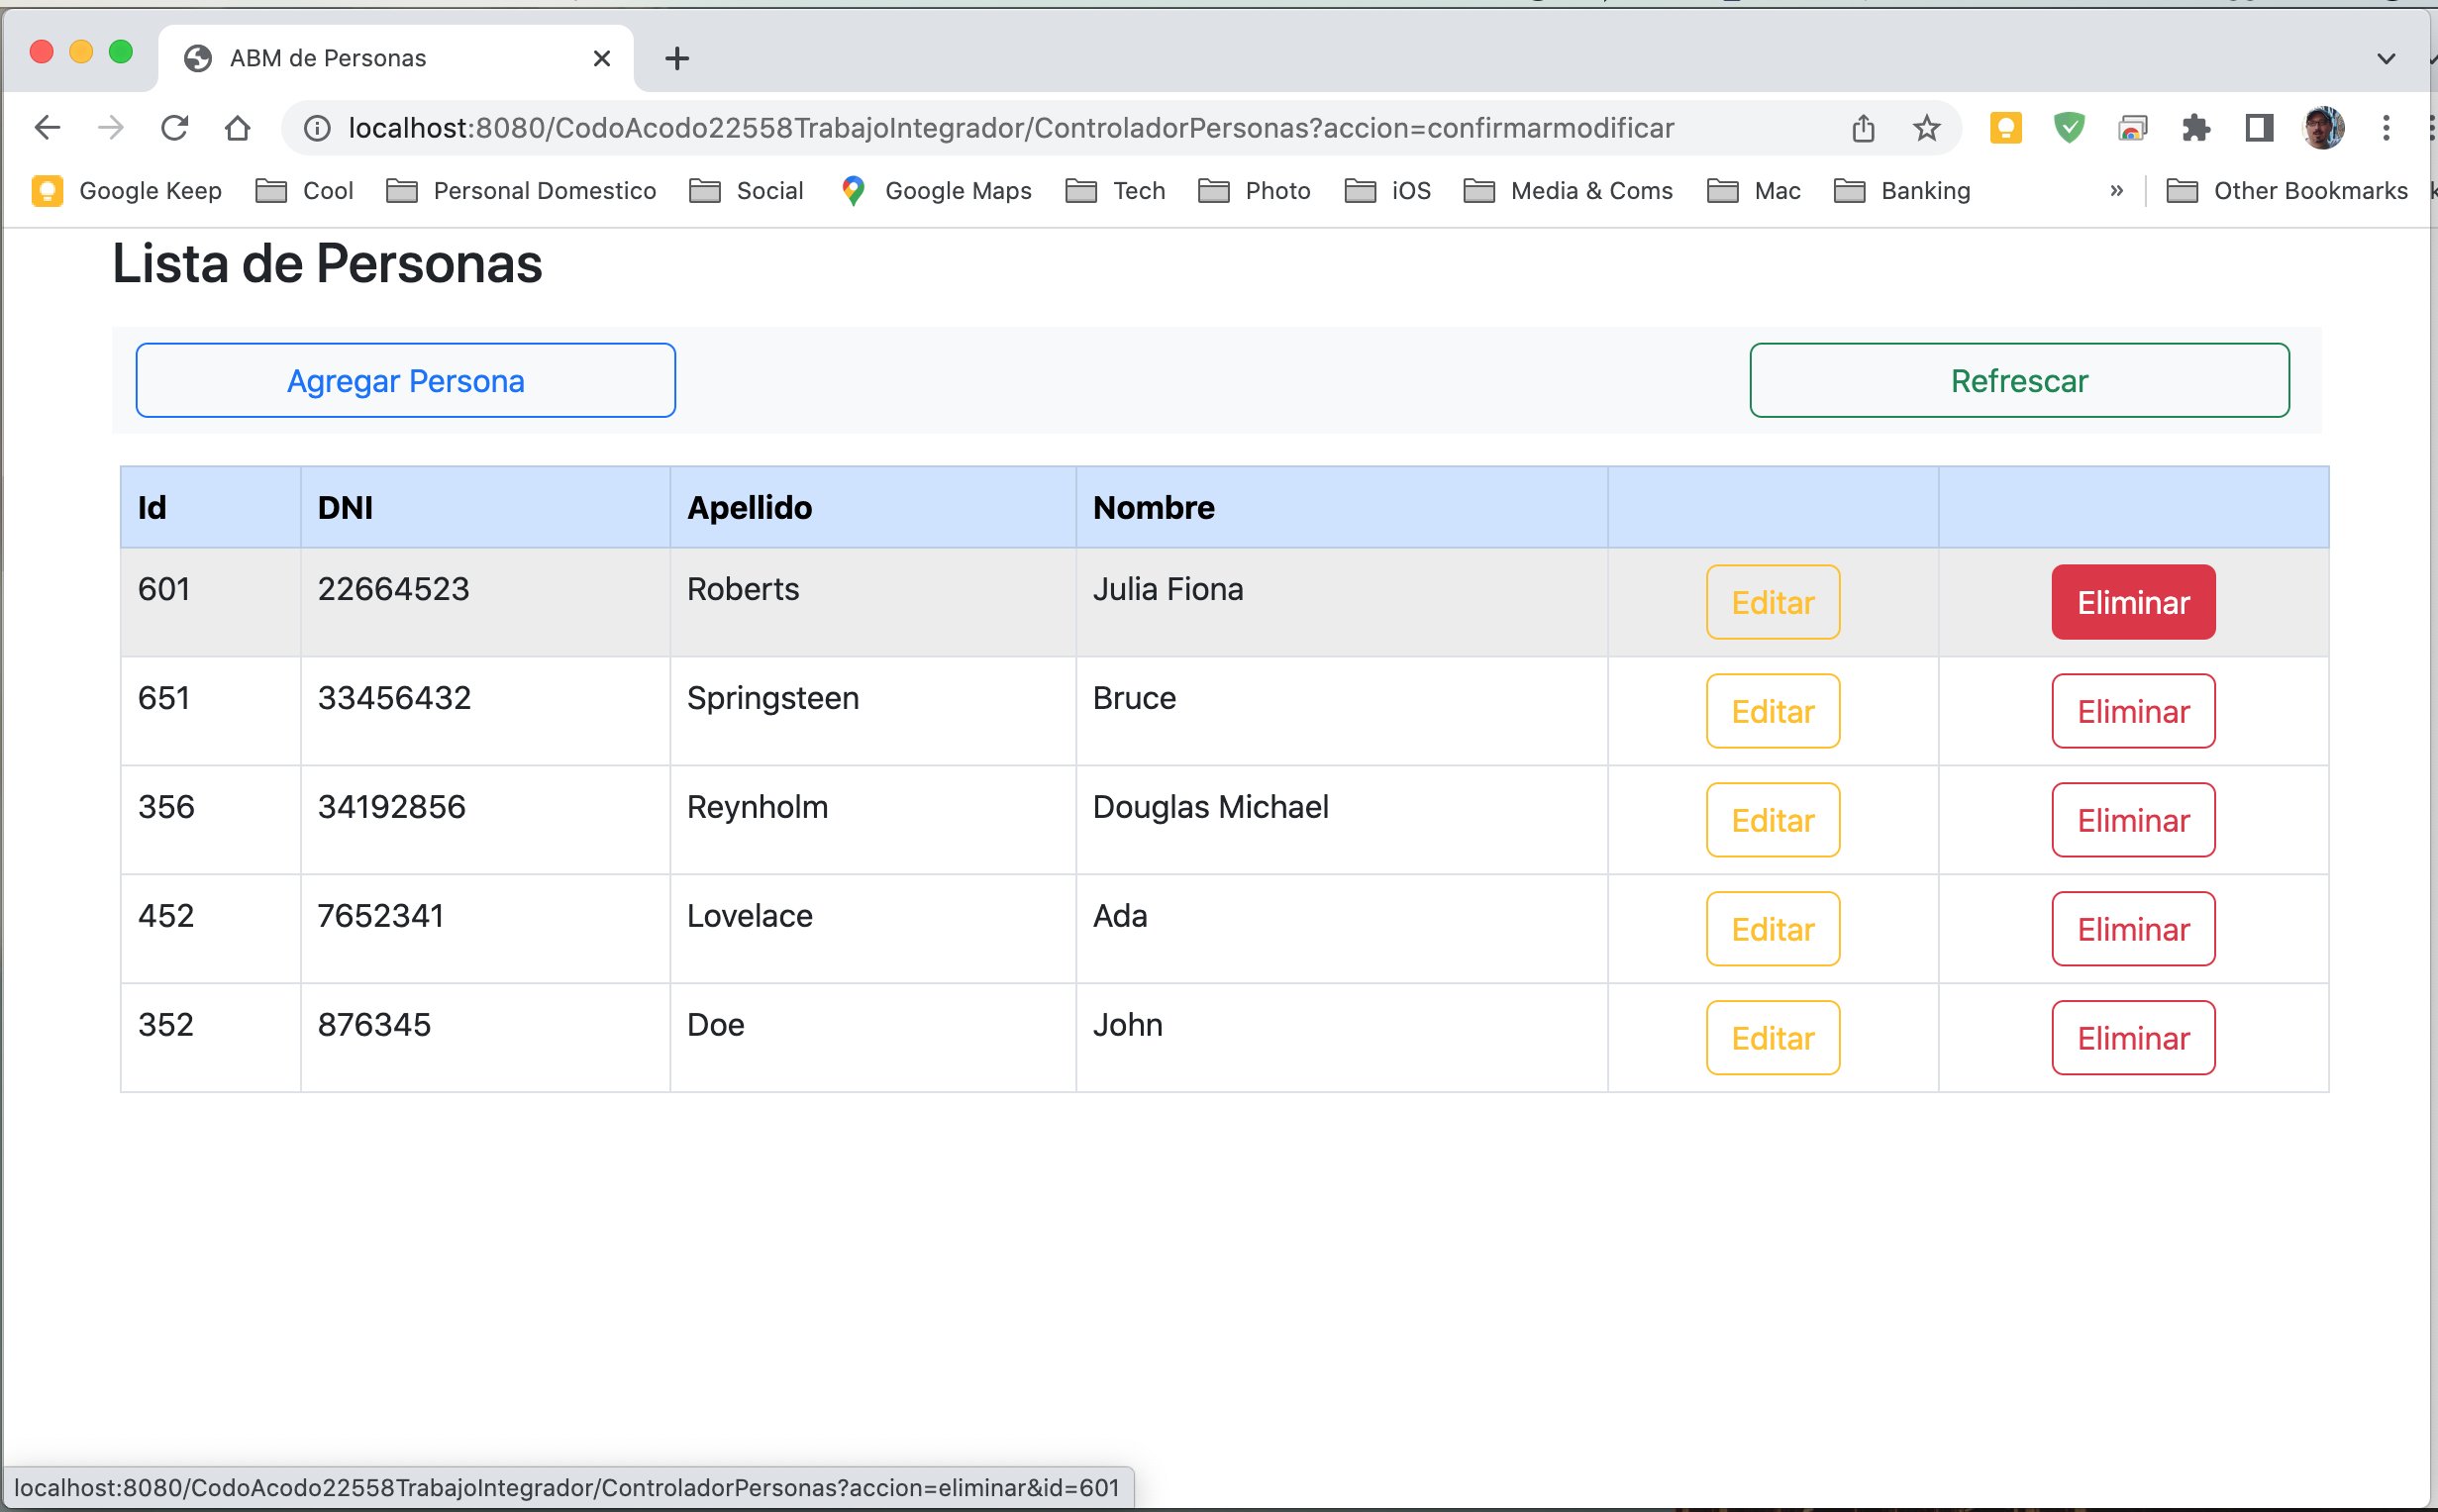 ABM de Personas
localhost:8080/CodoAcodo22558TrabajoIntegrador/ControladorPersonas?accion=confirmarmodificar
Google Keep Cool Personal Domestico Social Google Maps Tech Photo iOS Media & Coms Mac Banking » Other Bookmarks
Lista de Personas
Agregar Persona Refrescar
Id DNI Apellido Nombre
601 22664523 Roberts Julia Fiona Editar Eliminar
651 33456432 Springsteen Bruce Editar Eliminar
356 34192856 Reynholm Douglas Michael Editar Eliminar
452 7652341 Lovelace Ada Editar Eliminar
352 876345 Doe John Editar Eliminar
localhost:8080/CodoAcodo22558TrabajoIntegrador/ControladorPersonas?accion=eliminar&id=601